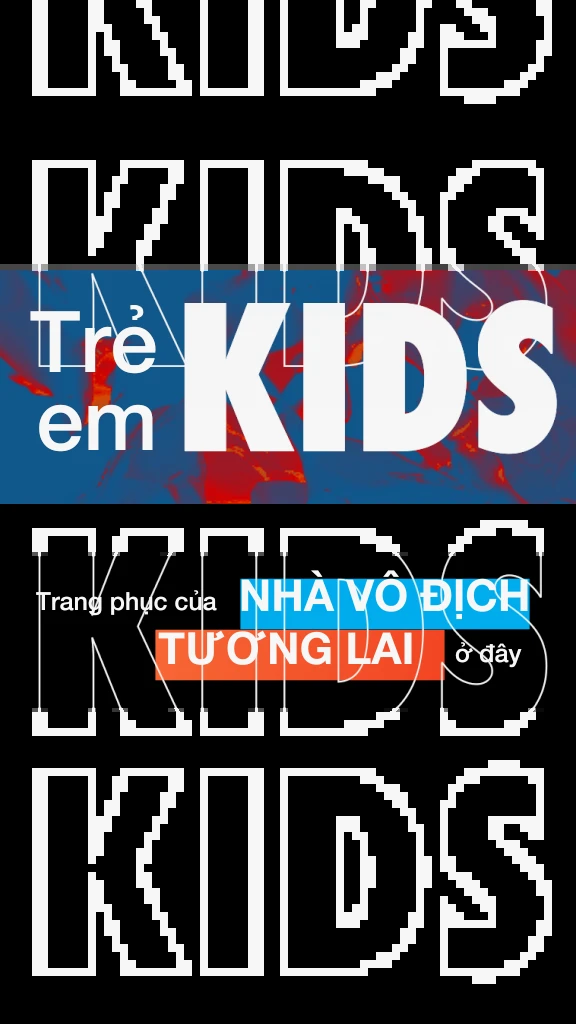 KIDS
KIDS
Trẻ em KIDS
KIDS
Trang phục của NHÀ VÔ ĐỊCH
TƯƠNG LAI ở đây
KIDS